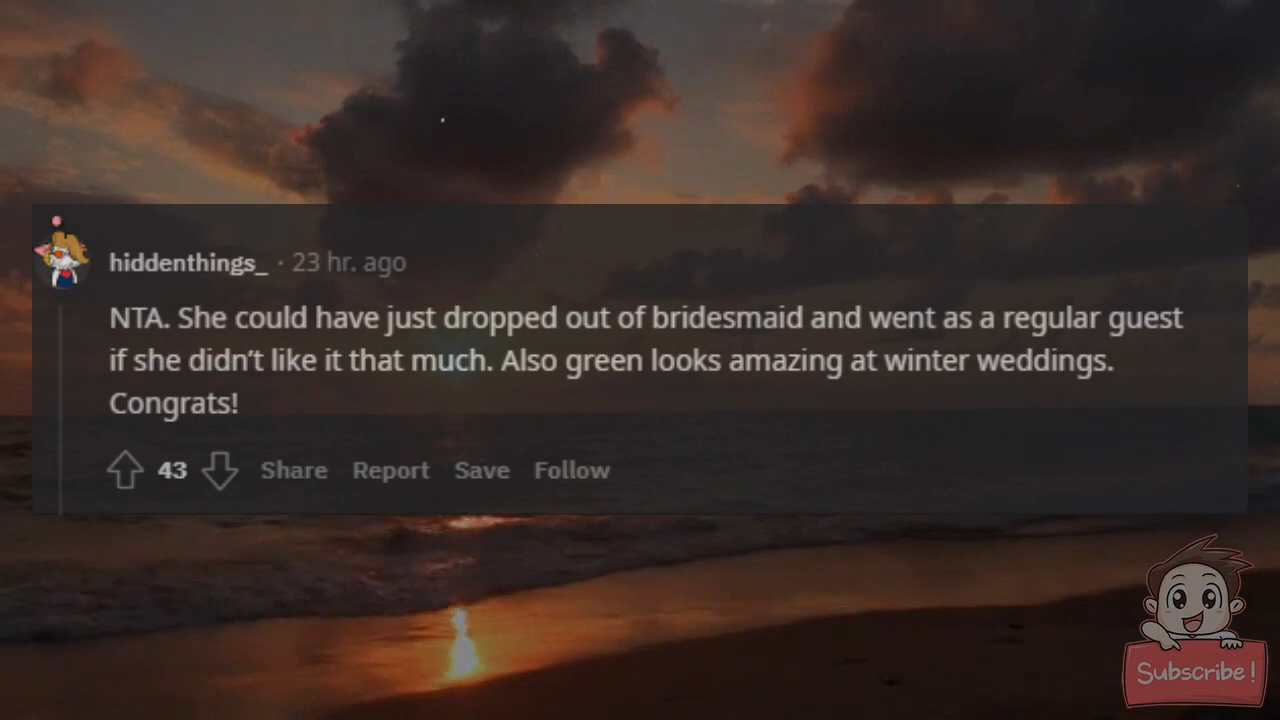 hiddenthings_ · 23 hr. ago
NTA. She could have just dropped out of bridesmaid and went as a regular guest
if she didn't like it that much. Also green looks amazing at winter weddings.
Congrats!
43 Share Report Save Follow
Subscribe!